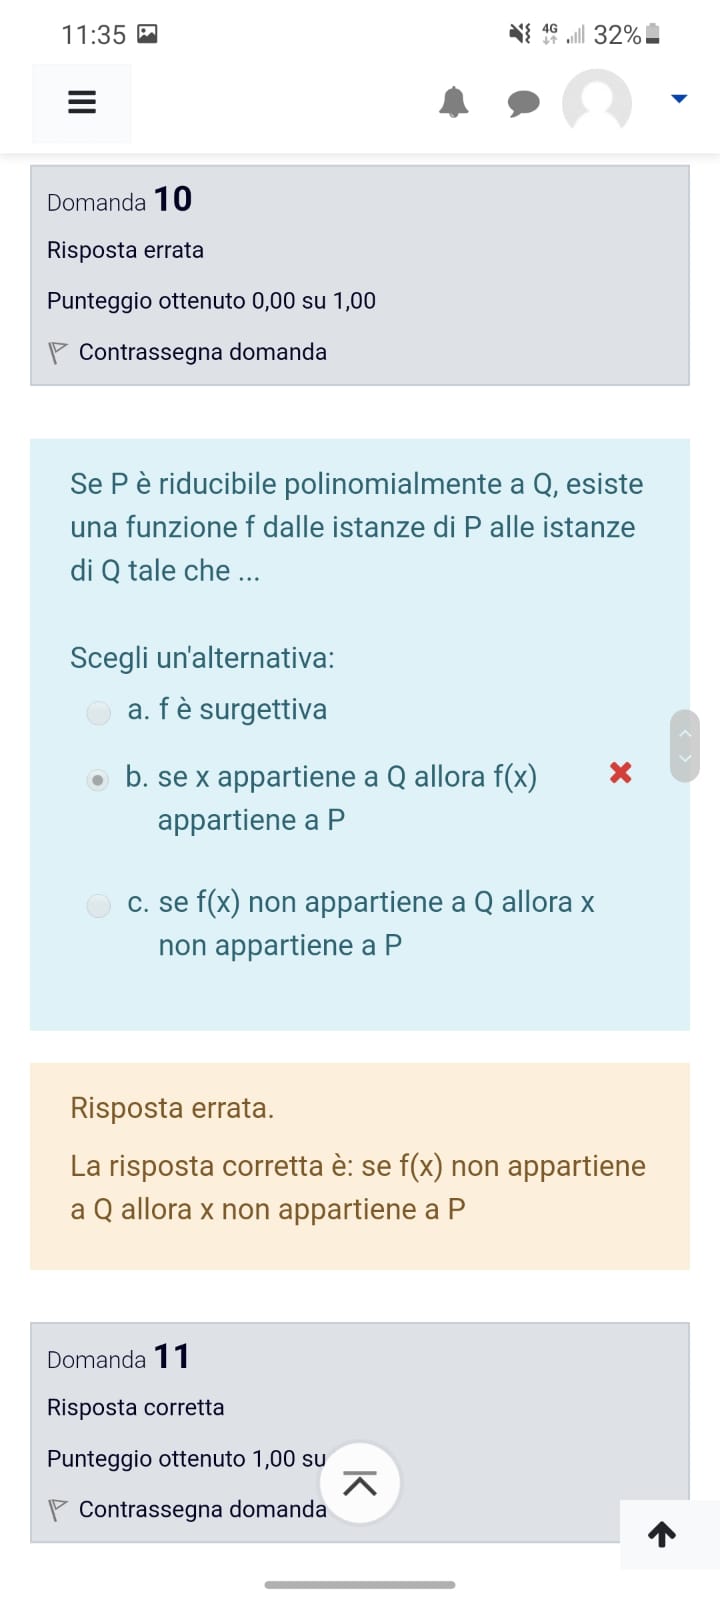 11:35 4G 32%
Domanda 10
Risposta errata
Punteggio ottenuto 0,00 su 1,00
Contrassegna domanda
Se P è riducibile polinomialmente a Q, esiste
una funzione f dalle istanze di P alle istanze
di Q tale che ...
Scegli un'alternativa:
a. f è surgettiva
b. se x appartiene a Q allora f(x)
appartiene a P
c. se f(x) non appartiene a Q allora x
non appartiene a P
Risposta errata.
La risposta corretta è: se f(x) non appartiene
a Q allora x non appartiene a P
Domanda 11
Risposta corretta
Punteggio ottenuto 1,00 su
Contrassegna domanda